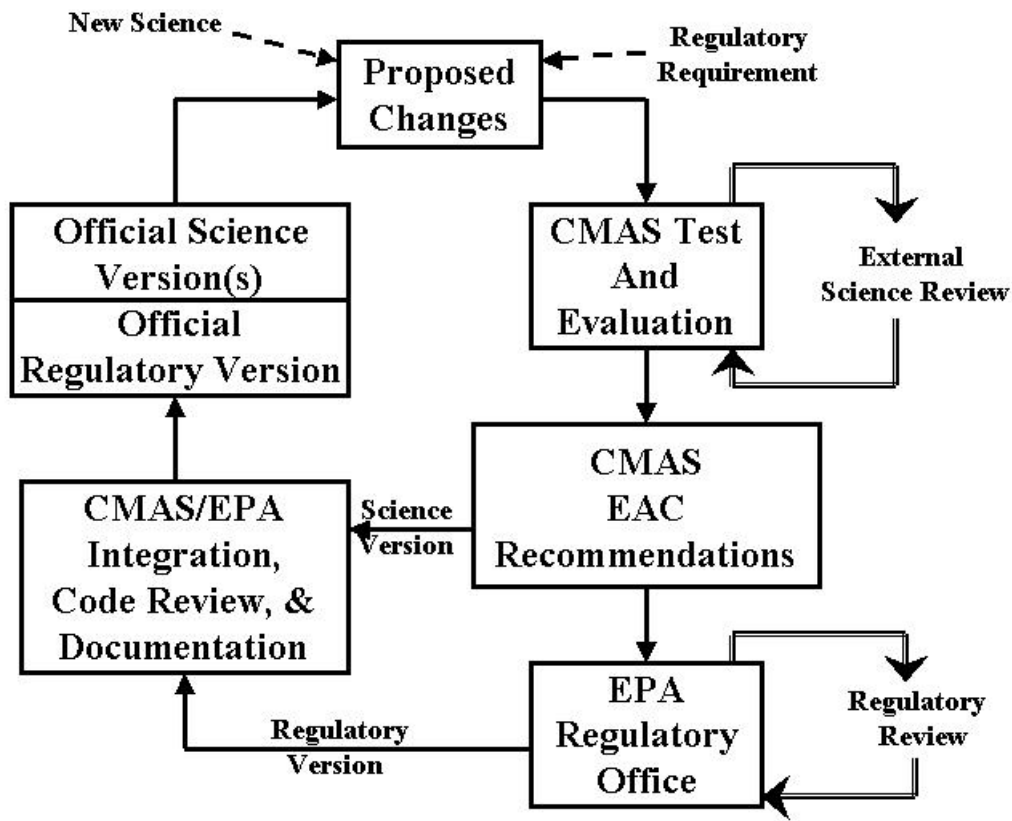 New Science
Regulatory
Requirement
Proposed
Changes
Official Science
Version(s)
Official
Regulatory Version
CMAS Test
And
Evaluation
External
Science Review
CMAS
EAC
Recommendations
Science
Version
CMAS/EPA
Integration,
Code Review, &
Documentation
EPA
Regulatory
Office
Regulatory
Review
Regulatory
Version